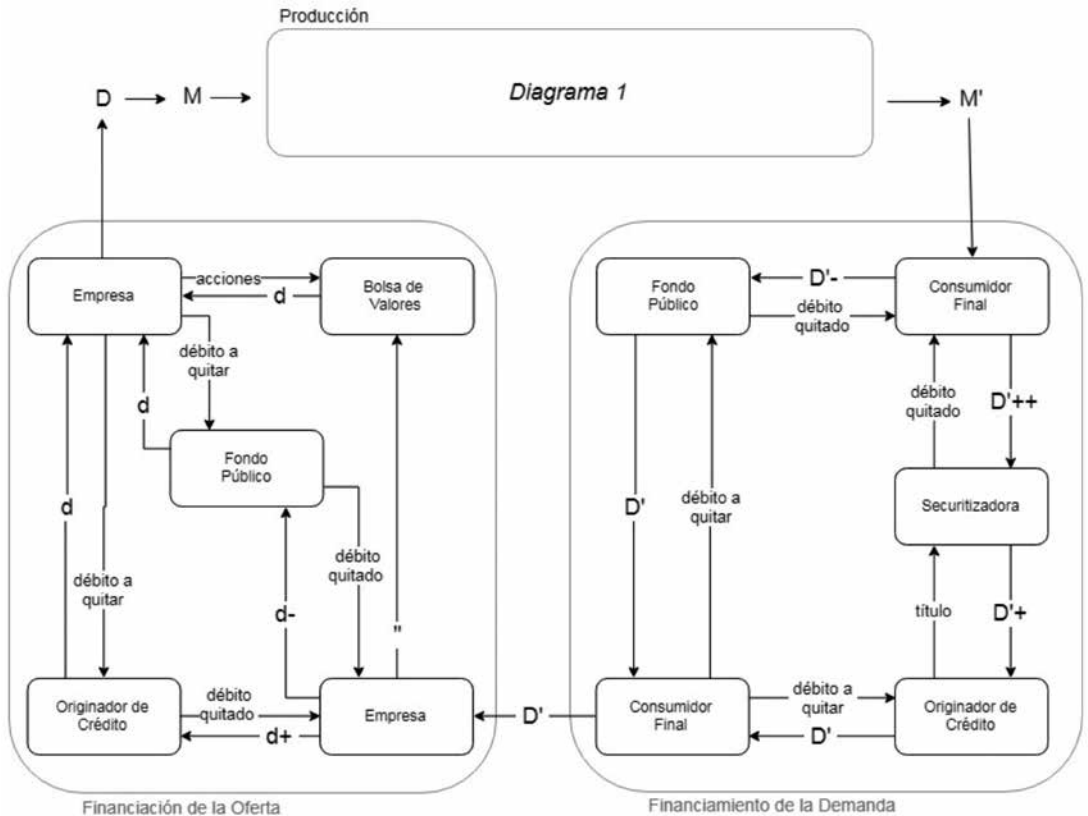 Producción
Diagrama 1
D
M
M'
Empresa
acciones
d
Bolsa de
Valores
débito a
quitar
d
Fondo
Público
d
débito a
quitar
débito
quitado
d-
"
Originador de
Crédito
débito
quitado
d+
Empresa
Financiación de la Oferta
D'
Fondo
Público
D'-
débito
quitado
Consumidor
Final
débito
quitado
D'++
Securitizadora
D'
débito a
quitar
título
D'+
Consumidor
Final
débito a
quitar
D'
Originador de
Crédito
Financiamiento de la Demanda